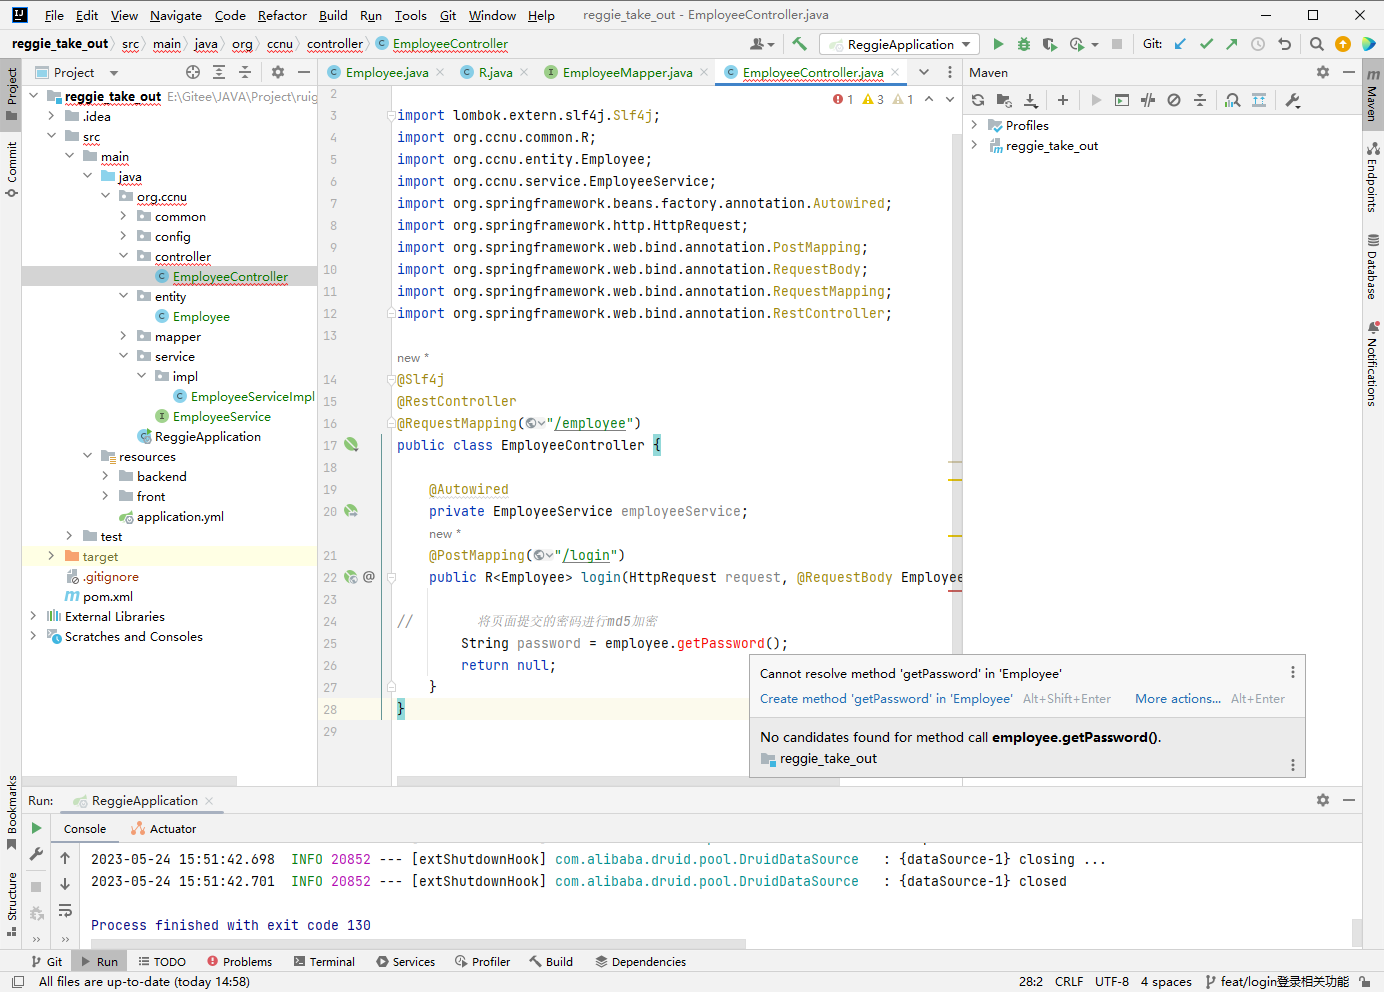 File Edit View Navigate Code Refactor Build Run Tools Git Window Help reggie_take_out - EmployeeController.java
reggie_take_out src main java org ccnu controller EmployeeController ReggieApplication Git:
Project Employee.java R.java EmployeeMapper.java EmployeeController.java Maven
reggie_take_out E:\Gitee\JAVA\Project\ruig
.idea
src
main
java
org.ccnu
common
config
controller
EmployeeController
entity
Employee
mapper
service
impl
EmployeeServiceImpl
EmployeeService
ReggieApplication
resources
backend
front
application.yml
test
target
.gitignore
pom.xml
External Libraries
Scratches and Consoles
Project
Commit
Bookmarks
Structure
1 3 1
2
3 import lombok.extern.slf4j.Slf4j;
4 import org.ccnu.common.R;
5 import org.ccnu.entity.Employee;
6 import org.ccnu.service.EmployeeService;
7 import org.springframework.beans.factory.annotation.Autowired;
8 import org.springframework.http.HttpRequest;
9 import org.springframework.web.bind.annotation.PostMapping;
10 import org.springframework.web.bind.annotation.RequestBody;
11 import org.springframework.web.bind.annotation.RequestMapping;
12 import org.springframework.web.bind.annotation.RestController;
13
new *
14 @Slf4j
15 @RestController
16 @RequestMapping("/employee")
17 public class EmployeeController {
18
19 @Autowired
20 private EmployeeService employeeService;
new *
21 @PostMapping("/login")
22 @ public R<Employee> login(HttpRequest request, @RequestBody Employee
23
24 // 将页面提交的密码进行md5加密
25 String password = employee.getPassword();
26 return null;
27 }
28 }
29
Cannot resolve method 'getPassword' in 'Employee'
Create method 'getPassword' in 'Employee' Alt+Shift+Enter More actions... Alt+Enter
No candidates found for method call employee.getPassword().
reggie_take_out
Profiles
reggie_take_out
Maven
Endpoints
Database
Notifications
Run: ReggieApplication
Console Actuator
2023-05-24 15:51:42.698 INFO 20852 --- [extShutdownHook] com.alibaba.druid.pool.DruidDataSource : {dataSource-1} closing ...
2023-05-24 15:51:42.701 INFO 20852 --- [extShutdownHook] com.alibaba.druid.pool.DruidDataSource : {dataSource-1} closed
Process finished with exit code 130
Git Run TODO Problems Terminal Services Profiler Build Dependencies
All files are up-to-date (today 14:58) 28:2 CRLF UTF-8 4 spaces feat/login登录相关功能